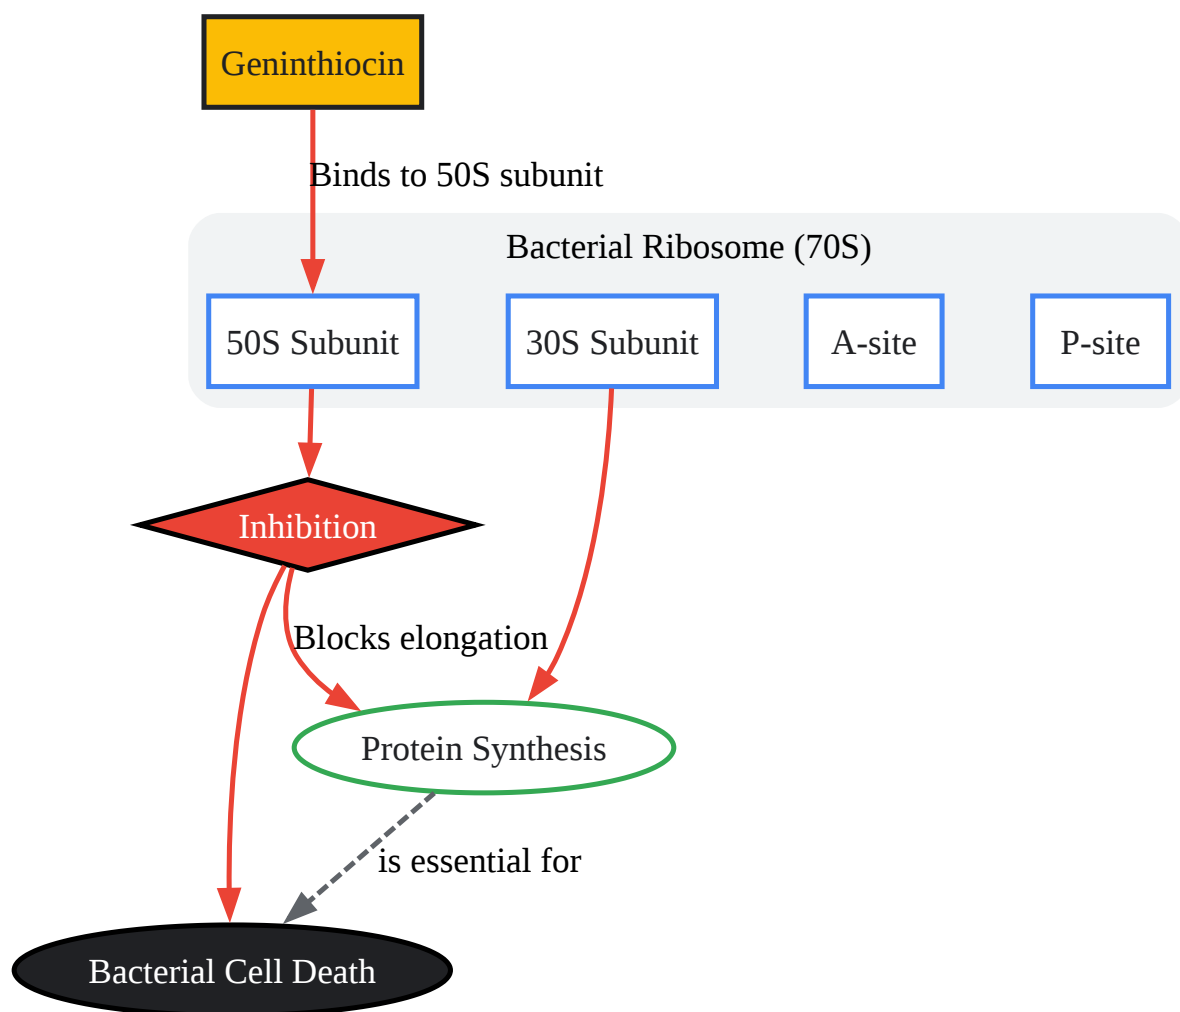 Geninthiocin
Binds to 50S subunit
Bacterial Ribosome (70S)
50S Subunit
30S Subunit
A-site
P-site
Inhibition
Blocks elongation
Protein Synthesis
is essential for
Bacterial Cell Death